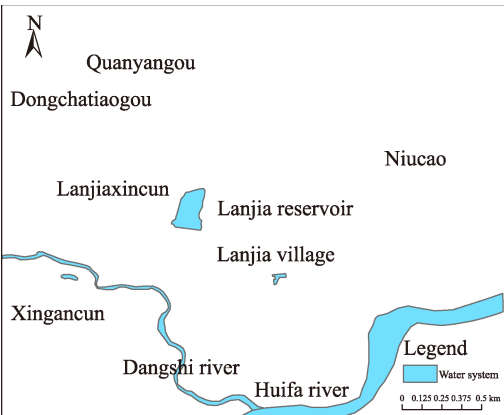 N
Quanyangou
Dongchatiaogou
Niucao
Lanjiaxincun
Lanjia reservoir
Lanjia village
Xingancun
Legend
Dangshi river
Water system
Huifa river
0 0.125 0.25 0.375 0.5 km